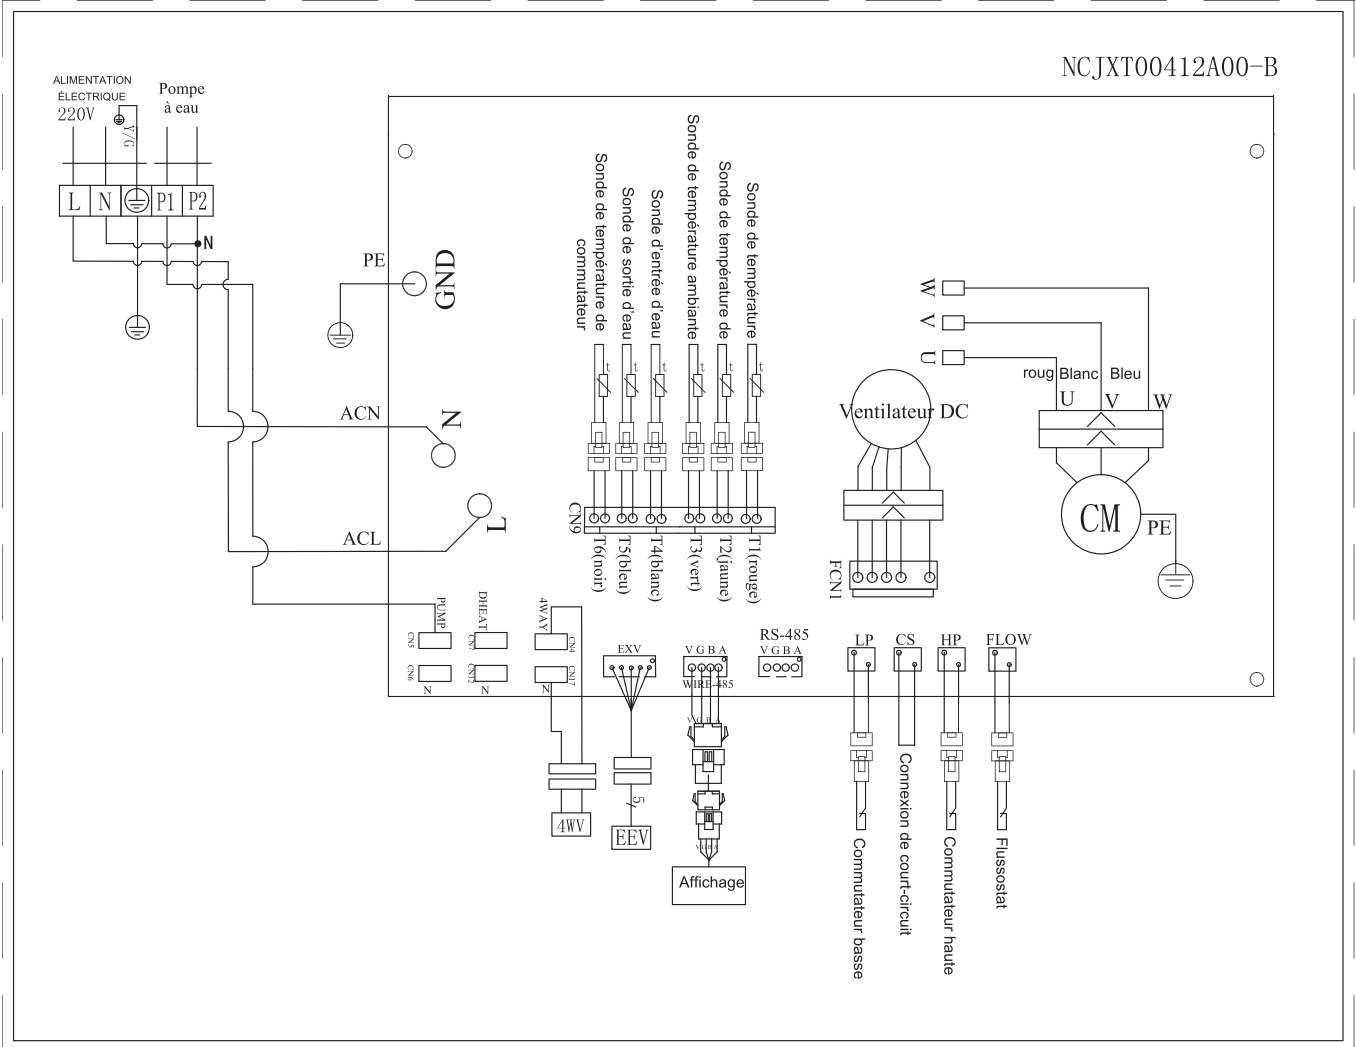 NCJXT00412A00-B
ALIMENTATION
ÉLECTRIQUE
220V
Pompe
à eau
Y/G
L
N
P1
P2
N
PE
GND
ACN
N
ACL
L
Sonde de température de
commutateur
Sonde de sortie d'eau
Sonde d'entrée d'eau
Sonde de température ambiante
Sonde de température de
Sonde de température
t
t
t
t
t
t
CN9
T6(noir)
T5(bleu)
T4(blanc)
T3(vert)
T2(jaune)
T1(rouge)
W
V
U
roug Blanc Bleu
U V W
CM
PE
Ventilateur DC
FCN1
PUMP
DHEAT
4WAY
CN5
CN7
CN4
CN6
CN12
CN17
N
N
N
EXV
V G B A
WIRE-485
RS-485
V G B A
LP
CS
HP
FLOW
V G B A
5
4WV
EEV
V G B A
Affichage
Commutateur basse
Connexion de court-circuit
Commutateur haute
Flussostat